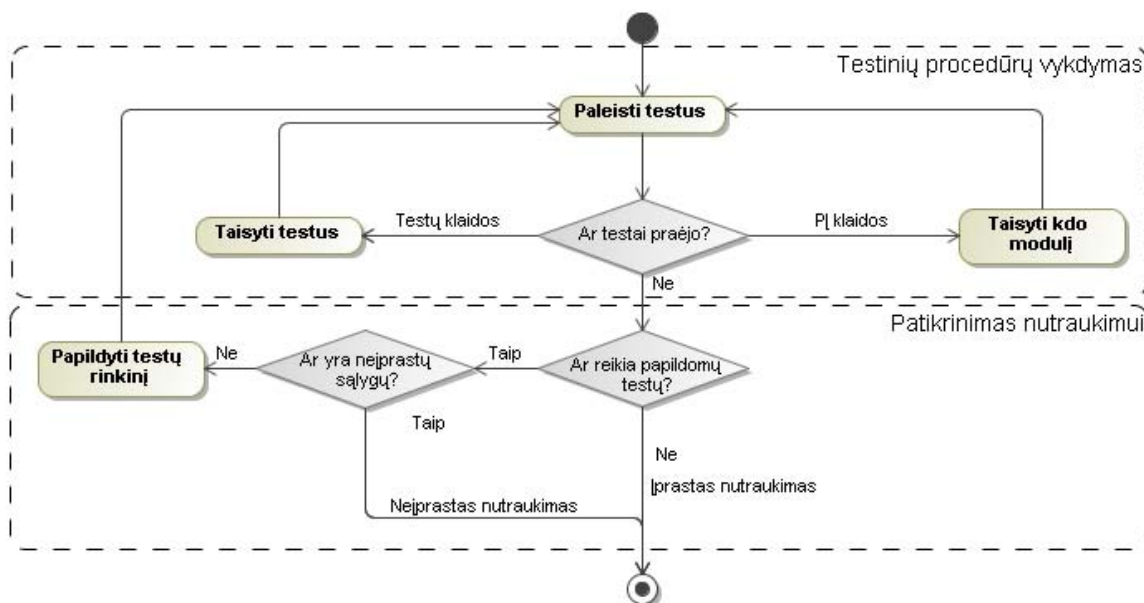 Testinių procedūrų vykdymas
Paleisti testus
Testų klaidos
PĮ klaidos
Taisyti testus
Ar testai praėjo?
Taisyti kdo
modulį
Ne
Patikrinimas nutraukimui
Papildyti testų
rinkinį
Ne
Ar yra neįprastų
sąlygų?
Taip
Ar reikia papildomų
testų?
Taip
Ne
Įprastas nutraukimas
Neįprastas nutraukimas